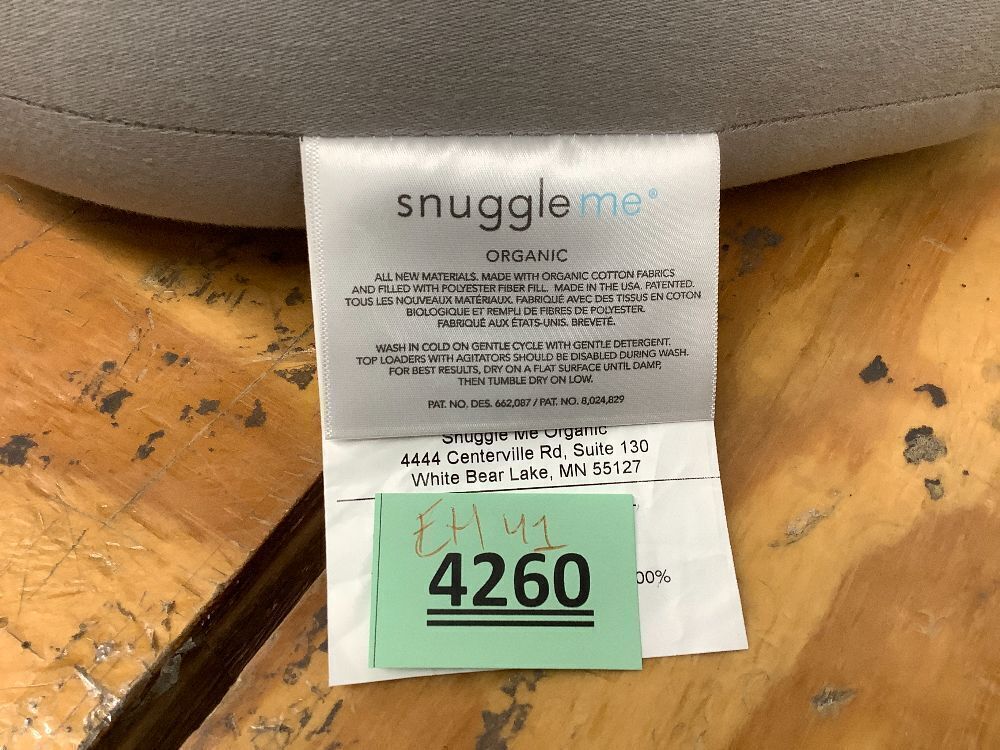 snuggle me®
ORGANIC
ALL NEW MATERIALS. MADE WITH ORGANIC COTTON FABRICS
AND FILLED WITH POLYESTER FIBER FILL. MADE IN THE USA. PATENTED.
TOUS LES NOUVEAUX MATÉRIAUX. FABRIQUÉ AVEC DES TISSUS EN COTON
BIOLOGIQUE ET REMPLI DE FIBRES DE POLYESTER.
FABRIQUÉ AUX ÉTATS-UNIS. BREVETÉ.
WASH IN COLD ON GENTLE CYCLE WITH GENTLE DETERGENT.
TOP LOADERS WITH AGITATORS SHOULD BE DISABLED DURING WASH.
FOR BEST RESULTS, DRY ON A FLAT SURFACE UNTIL DAMP,
THEN TUMBLE DRY ON LOW.
PAT. NO. DES. 662,087 / PAT. NO. 8,024,829
Snuggle Me Organic
4444 Centerville Rd, Suite 130
White Bear Lake, MN 55127
EH 41
4260
00%